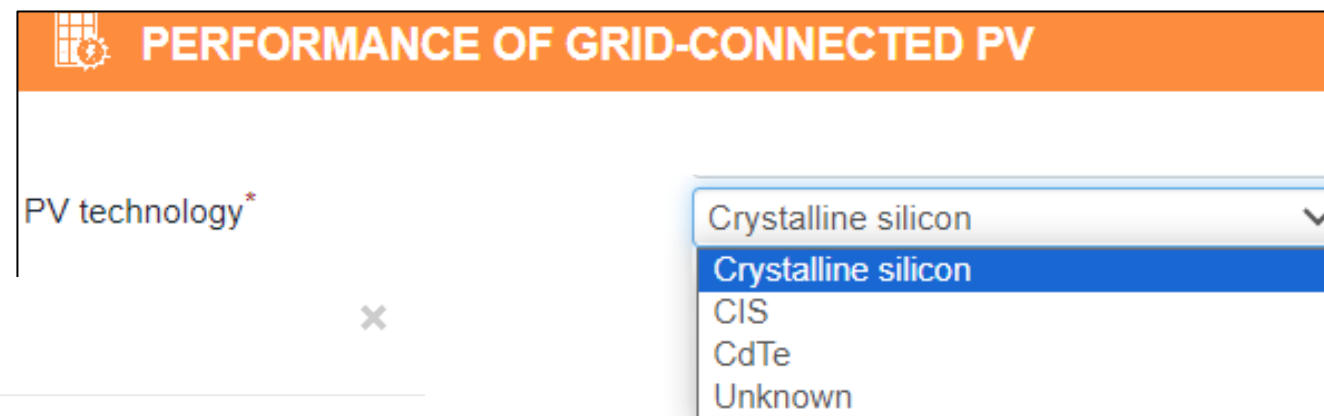 PERFORMANCE OF GRID-CONNECTED PV
PV technology*
Crystalline silicon
Crystalline silicon
CIS
CdTe
Unknown